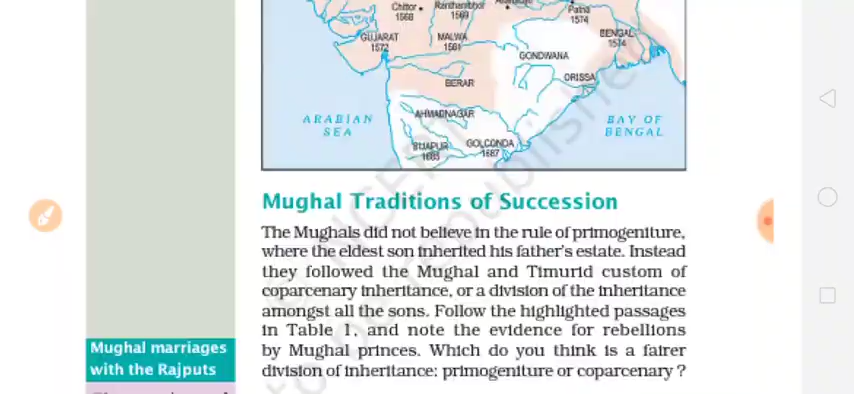 Chittor
1568
Ranthambhor
1569
Patna
1574
GUJARAT
1572
MALWA
1561
BENGAL
1574
GONDWANA
ORISSA
BERAR
ARABIAN
SEA
AHMADNAGAR
BAY OF
BENGAL
BIJAPUR
1685
GOLCONDA
1687
Mughal Traditions of Succession
The Mughals did not believe in the rule of primogeniture,
where the eldest son inherited his father's estate. Instead
they followed the Mughal and Timurid custom of
coparcenary inheritance, or a division of the inheritance
amongst all the sons. Follow the highlighted passages
in Table 1, and note the evidence for rebellions
by Mughal princes. Which do you think is a fairer
division of inheritance: primogeniture or coparcenary ?
Mughal marriages
with the Rajputs